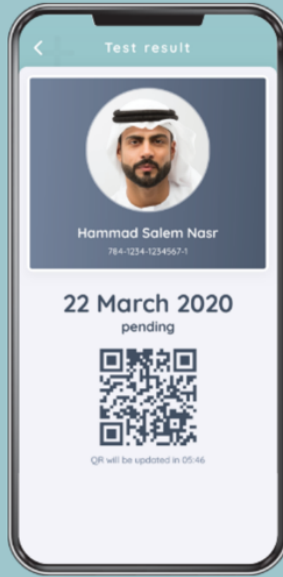 Test result
Hammad Salem Nasr
784-1234-1234567-1
22 March 2020
pending
QR will be updated in 05:46